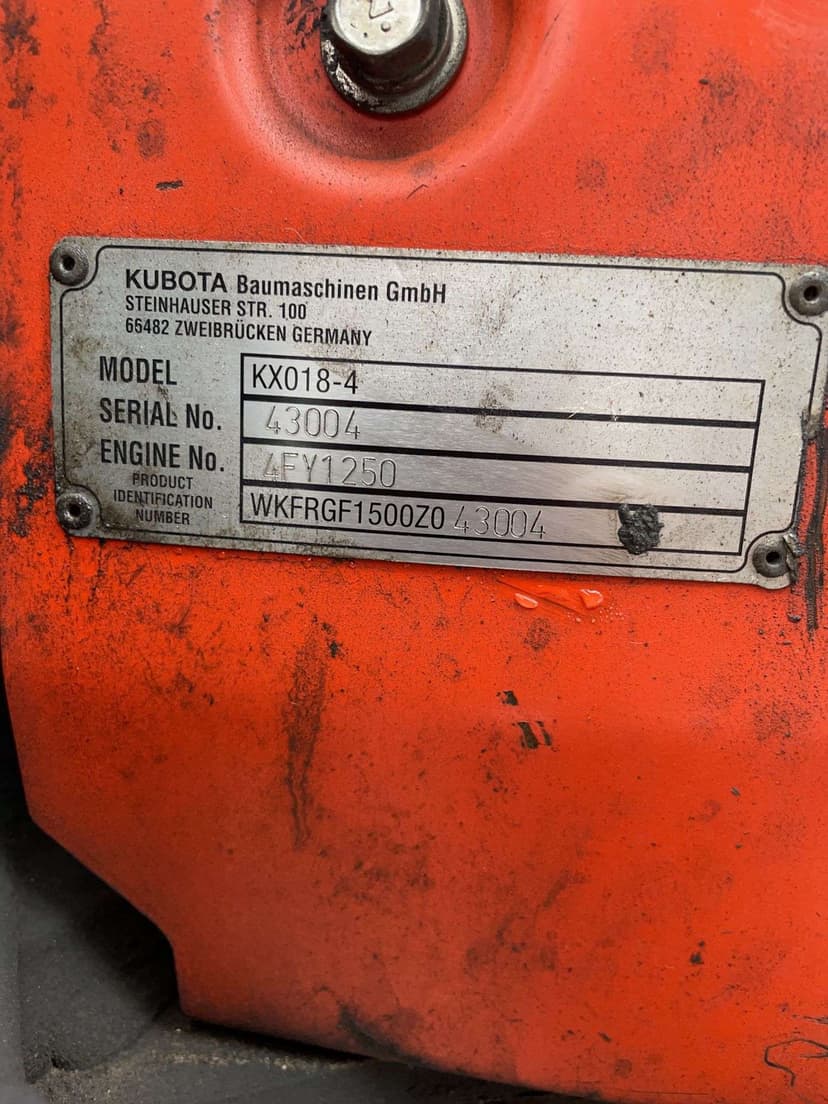 KUBOTA Baumaschinen GmbH
STEINHAUSER STR. 100
66482 ZWEIBRÜCKEN GERMANY
MODEL KX018-4
SERIAL No. 43004
ENGINE No. 4FY1250
PRODUCT
IDENTIFICATION
NUMBER
WKFRGF1500Z0 43004